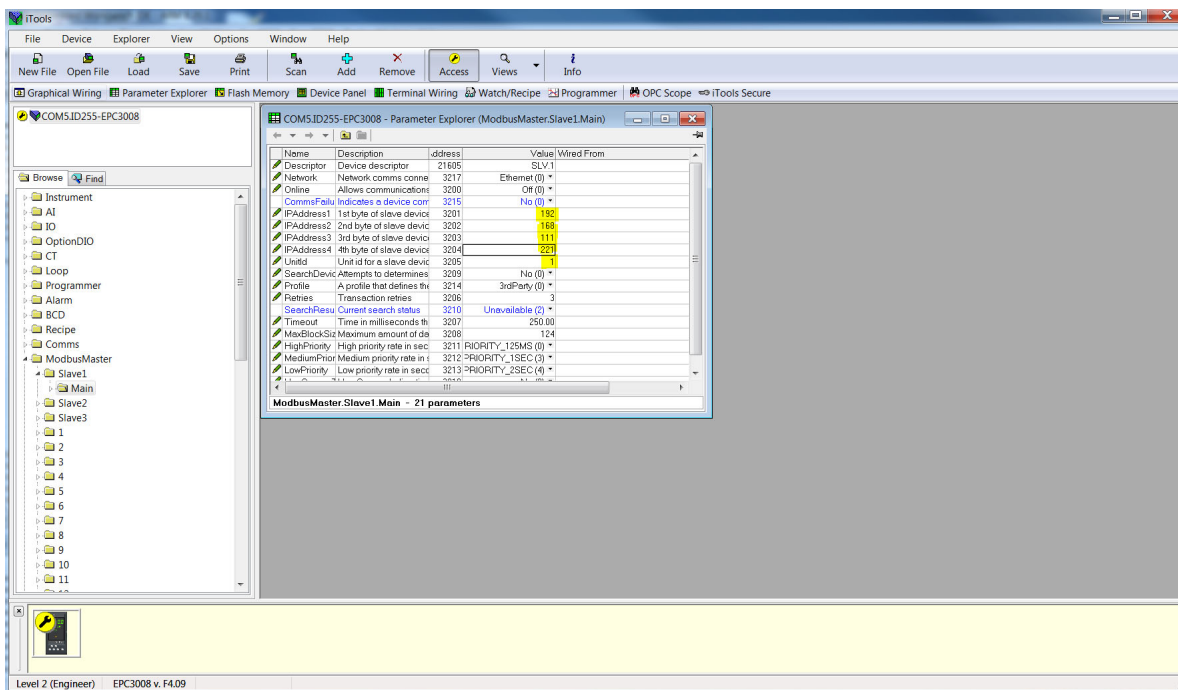 iTools
File Device Explorer View Options Window Help
New File Open File Load Save Print Scan Add Remove Access Views Info
Graphical Wiring Parameter Explorer Flash Memory Device Panel Terminal Wiring Watch/Recipe Programmer OPC Scope iTools Secure
COM5.ID255-EPC3008
Browse Find
Instrument
AI
IO
OptionDIO
CT
Loop
Programmer
Alarm
BCD
Recipe
Comms
ModbusMaster
Slave1
Main
Slave2
Slave3
1
2
3
4
5
6
7
8
9
10
11
COM5.ID255-EPC3008 - Parameter Explorer (ModbusMaster.Slave1.Main)
Name Description ddress Value Wired From
Descriptor Device descriptor 21605 SLV.1
Network Network comms conne 3217 Ethernet (0)
Online Allows communications 3200 Off (0)
CommsFailu Indicates a device com 3215 No (0)
IPAddress1 1st byte of slave device 3201 192
IPAddress2 2nd byte of slave device 3202 168
IPAddress3 3rd byte of slave device 3203 111
IPAddress4 4th byte of slave device 3204 221
UnitId Unit id for a slave devic 3205 1
SearchDevic Attempts to determines 3209 No (0)
Profile A profile that defines the 3214 3rdParty (0)
Retries Transaction retries 3206 3
SearchResu Current search status 3210 Unavailable (2)
Timeout Time in milliseconds th 3207 250.00
MaxBlockSiz Maximum amount of da 3208 124
HighPriority High priority rate in sec 3211 RIORITY_125MS (0)
MediumPrior Medium priority rate in s 3212 PRIORITY_1SEC (3)
LowPriority Low priority rate in secc 3213 PRIORITY_2SEC (4)
ModbusMaster.Slave1.Main - 21 parameters
Level 2 (Engineer) EPC3008 v. F4.09